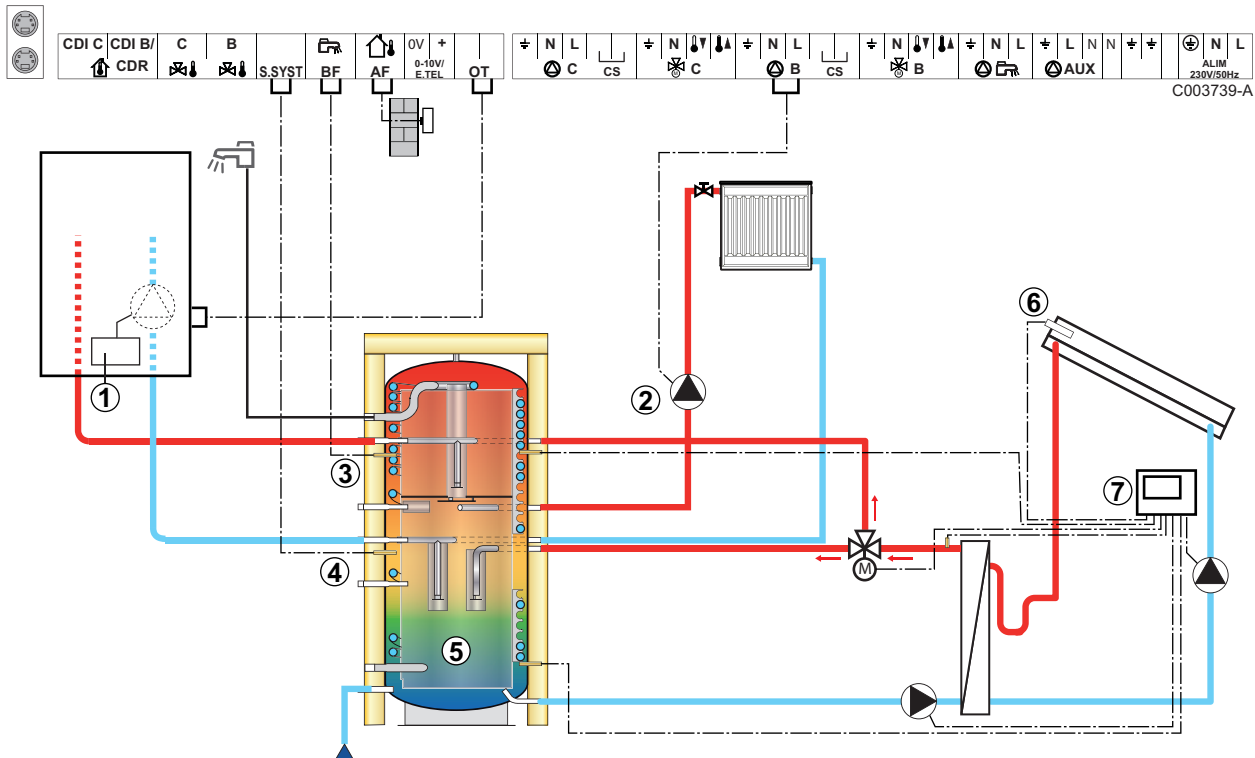 CDI C CDI B/ C B 0V + N L N N L N N L L N N N L
CDR S.SYST BF AF 0-10V/ E.TEL OT C CS M C B CS M B AUX ALIM 230V/50Hz
C003739-A
6
2
1
7
3
M
4
5